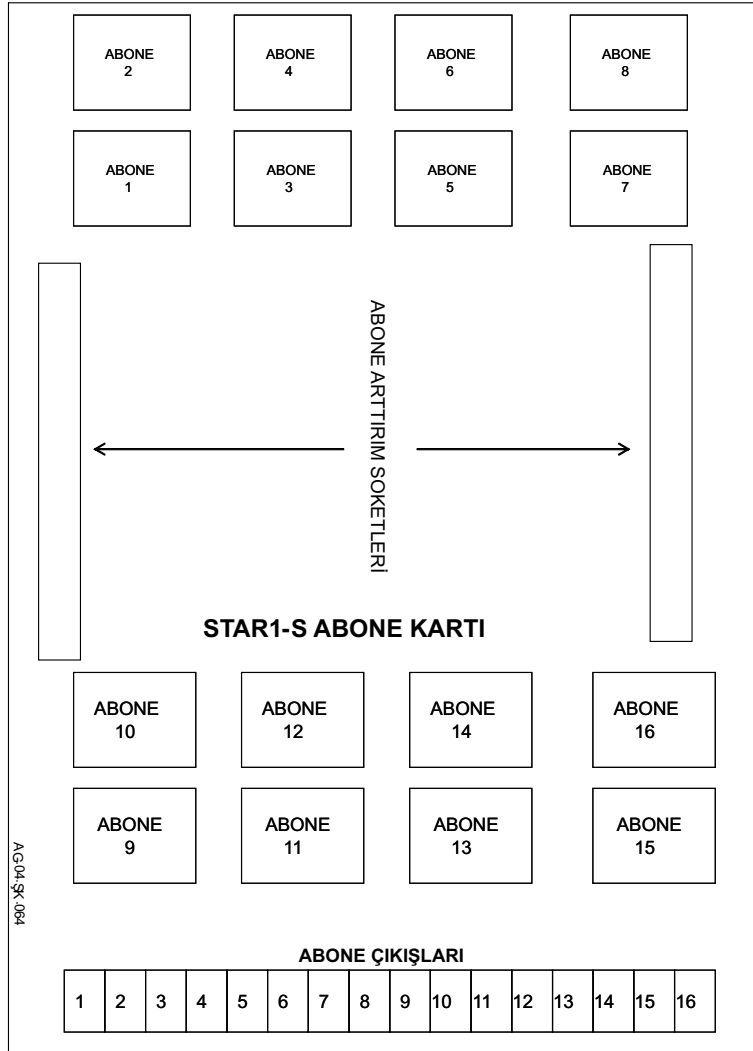 ABONE
2
ABONE
4
ABONE
6
ABONE
8
ABONE
1
ABONE
3
ABONE
5
ABONE
7
ABONE ARTTIRIM SOKETLERİ
STAR1-S ABONE KARTI
ABONE
10
ABONE
12
ABONE
14
ABONE
16
ABONE
9
ABONE
11
ABONE
13
ABONE
15
AG-04-ŞK-064
ABONE ÇIKIŞLARI
1 2 3 4 5 6 7 8 9 10 11 12 13 14 15 16